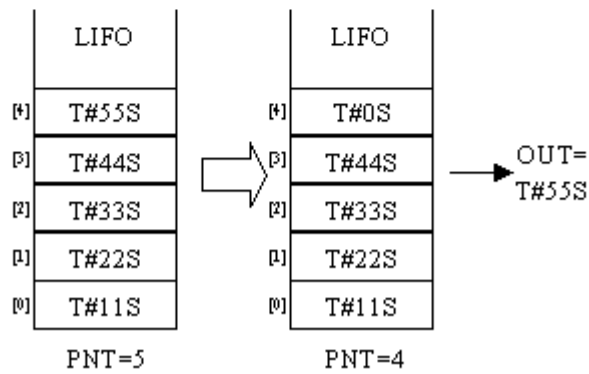 LIFO
[4] T#55S
[3] T#44S
[2] T#33S
[1] T#22S
[0] T#11S
PNT=5
LIFO
[4] T#0S
[3] T#44S
[2] T#33S
[1] T#22S
[0] T#11S
PNT=4
OUT=
T#55S